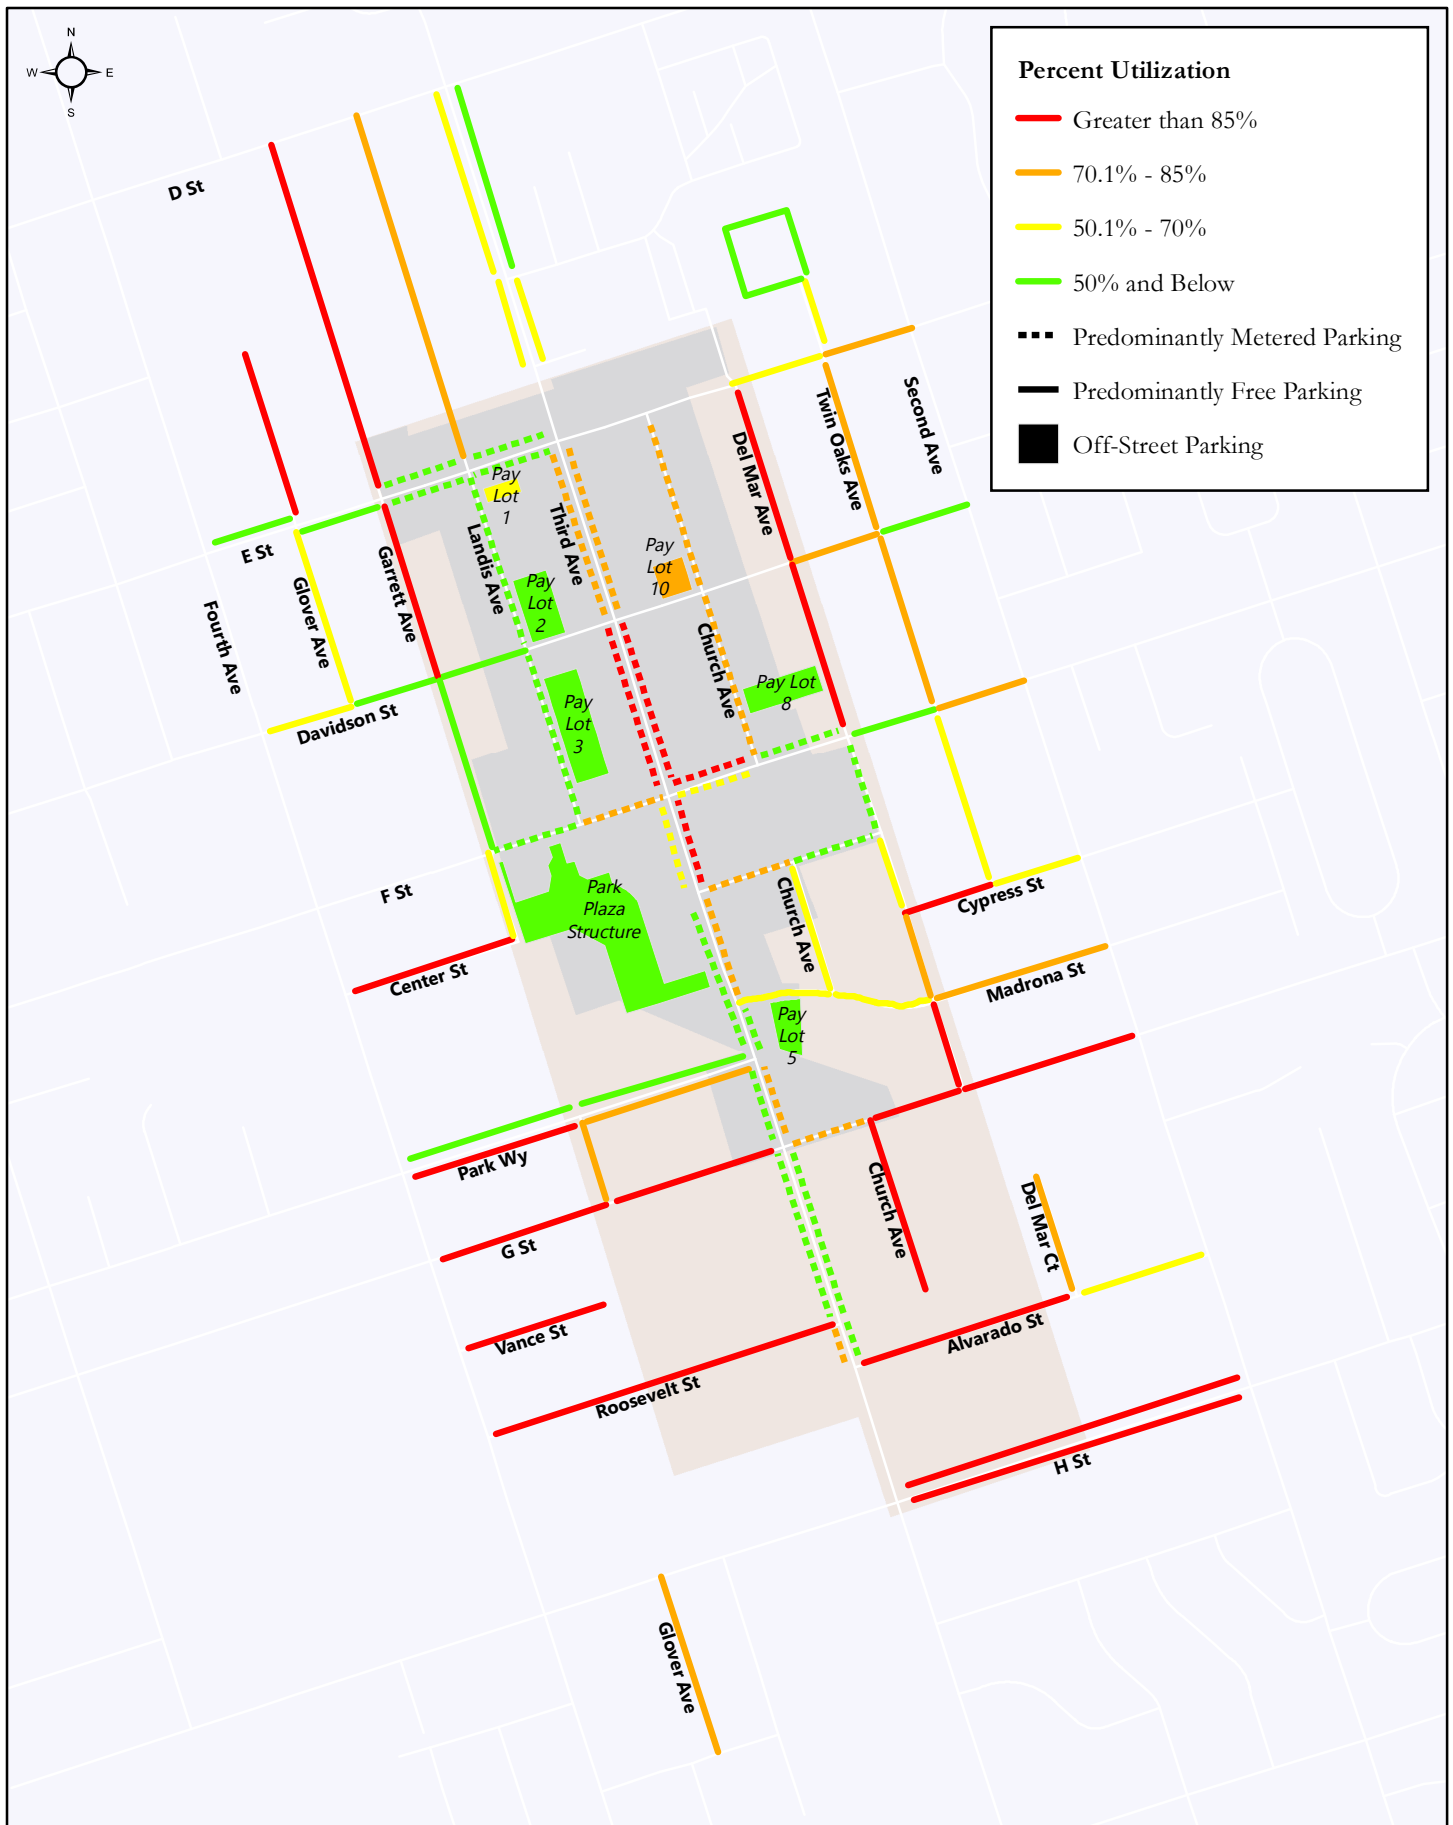 N
W
E
S
Percent Utilization
Greater than 85%
70.1% - 85%
50.1% - 70%
50% and Below
Predominantly Metered Parking
Predominantly Free Parking
Off-Street Parking
D St
Second Ave
Twin Oaks Ave
Del Mar Ave
Pay
Lot
1
Third Ave
Landis Ave
E St
Garrett Ave
Glover Ave
Fourth Ave
Pay
Lot
10
Pay
Lot
2
Church Ave
Pay Lot
8
Pay
Lot
3
Davidson St
F St
Park
Plaza
Structure
Church Ave
Cypress St
Center St
Madrona St
Pay
Lot
5
Park Wy
Church Ave
Del Mar Ct
G St
Vance St
Alvarado St
Roosevelt St
H St
Glover Ave